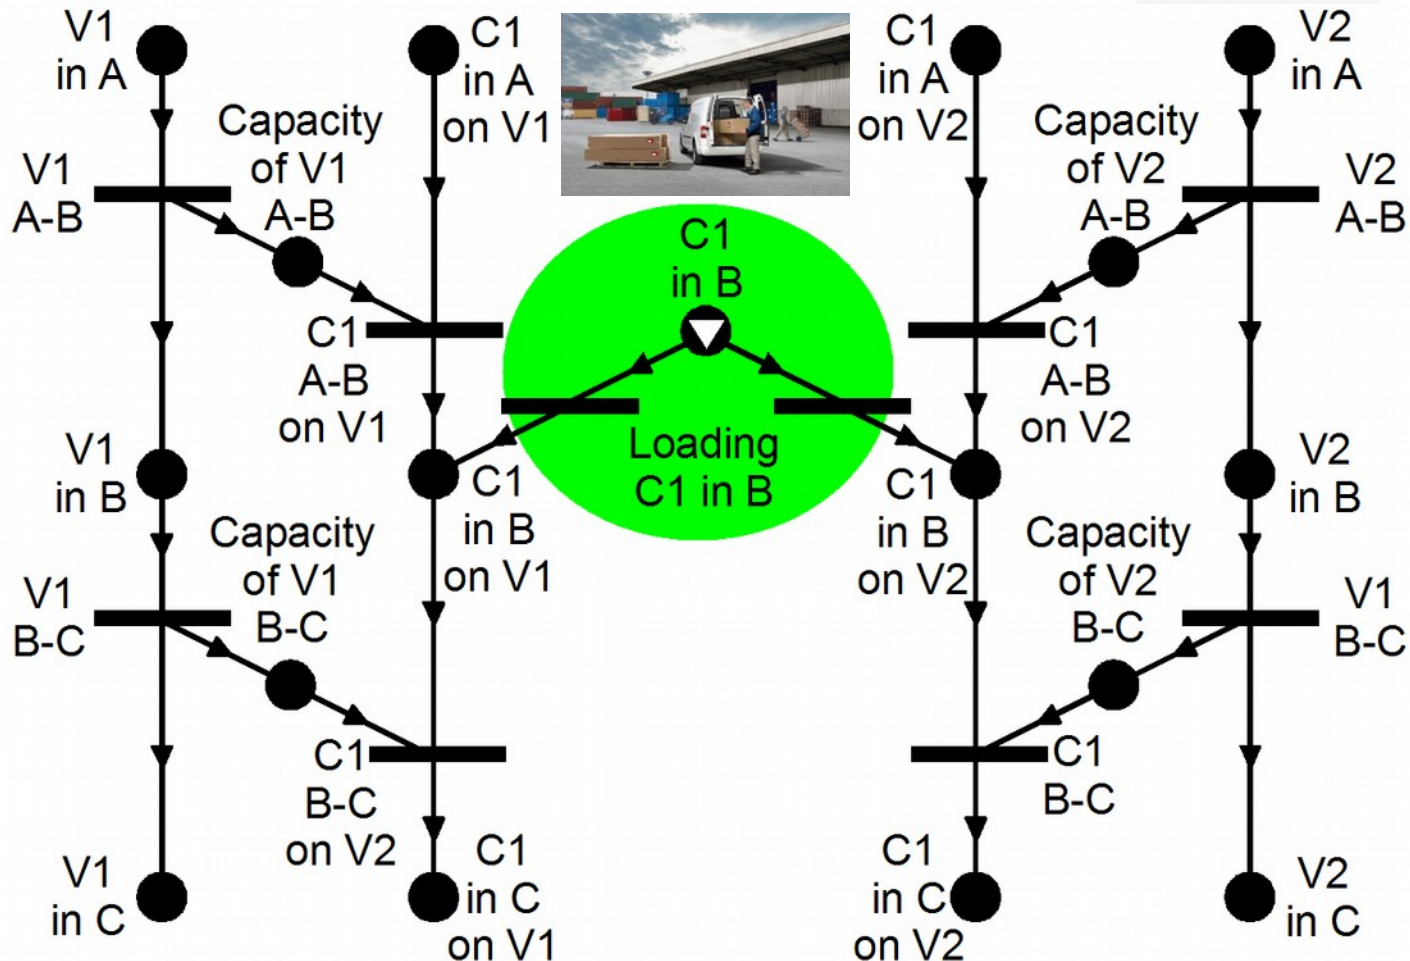 V1
in A
C1
in A
on V1
C1
in A
on V2
V2
in A
Capacity
of V1
A-B
Capacity
of V2
A-B
V1
A-B
V2
A-B
C1
in B
C1
A-B
on V1
C1
A-B
on V2
Loading
C1 in B
V1
in B
C1
in B
on V1
C1
in B
on V2
V2
in B
Capacity
of V1
B-C
Capacity
of V2
B-C
V1
B-C
V1
B-C
C1
B-C
on V2
C1
B-C
V1
in C
C1
in C
on V1
C1
in C
on V2
V2
in C